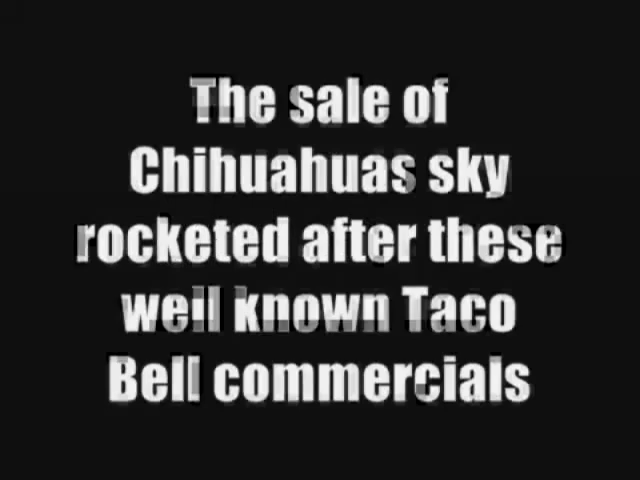 The sale of
Chihuahuas sky
rocketed after these
well known Taco
Bell commercials